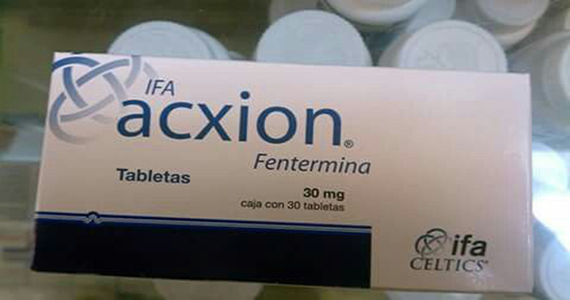 IFA
acxion®
Fentermina
Tabletas
30 mg
caja con 30 tabletas
ifa
CELTICS®